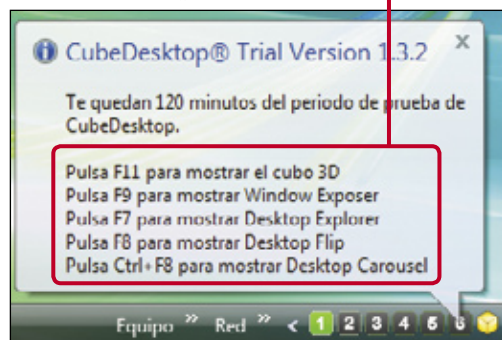 CubeDesktop® Trial Version 1.3.2
Te quedan 120 minutos del periodo de prueba de
CubeDesktop.
Pulsa F11 para mostrar el cubo 3D
Pulsa F9 para mostrar Window Exposer
Pulsa F7 para mostrar Desktop Explorer
Pulsa F8 para mostrar Desktop Flip
Pulsa Ctrl+F8 para mostrar Desktop Carousel
Equipo » Red » < 1 2 3 4 5 6